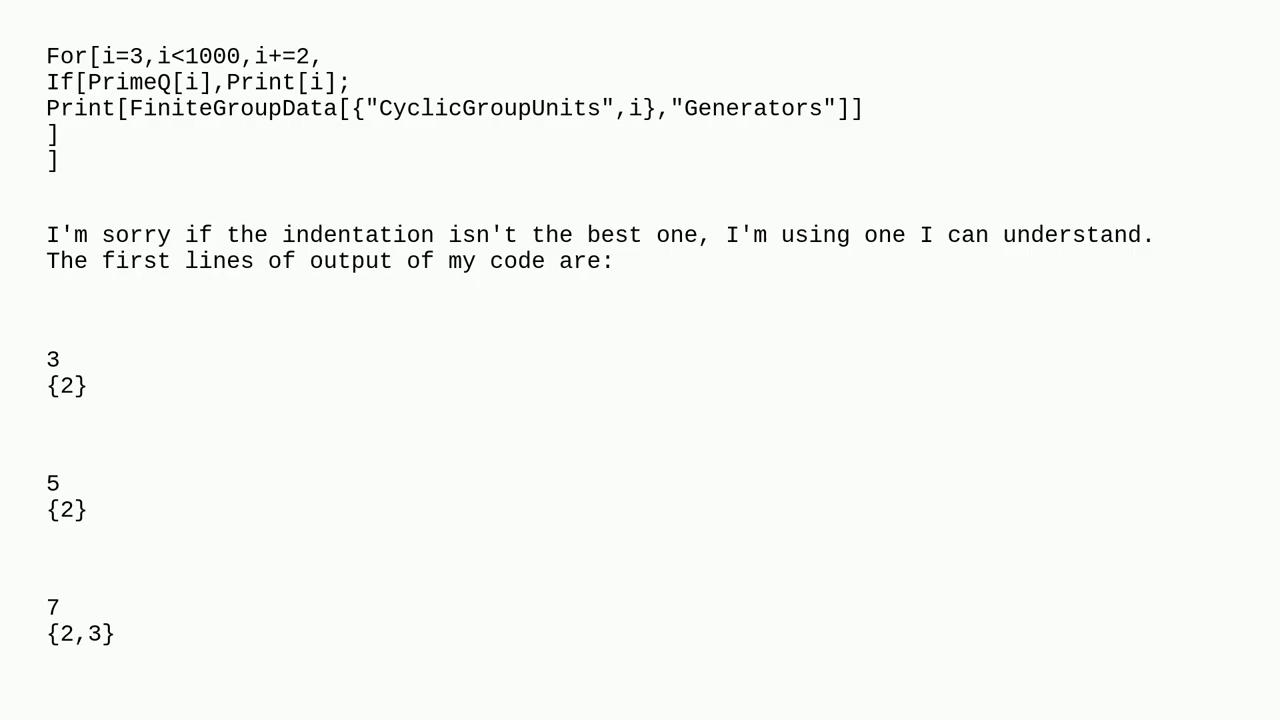 For[i=3,i<1000,i+=2,
If[PrimeQ[i],Print[i];
Print[FiniteGroupData[{"CyclicGroupUnits",i},"Generators"]]
]
]
I'm sorry if the indentation isn't the best one, I'm using one I can understand.
The first lines of output of my code are:
3
{2}
5
{2}
7
{2,3}